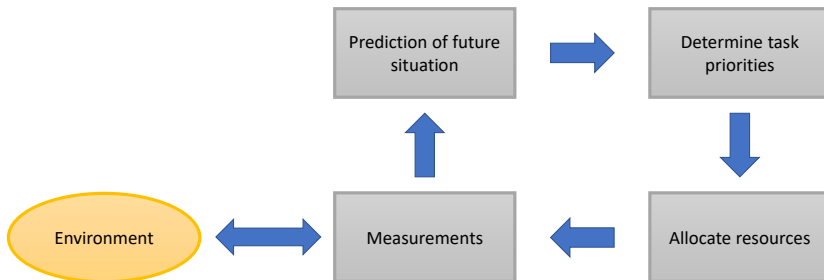 Prediction of future
situation
Determine task
priorities
Environment
Measurements
Allocate resources